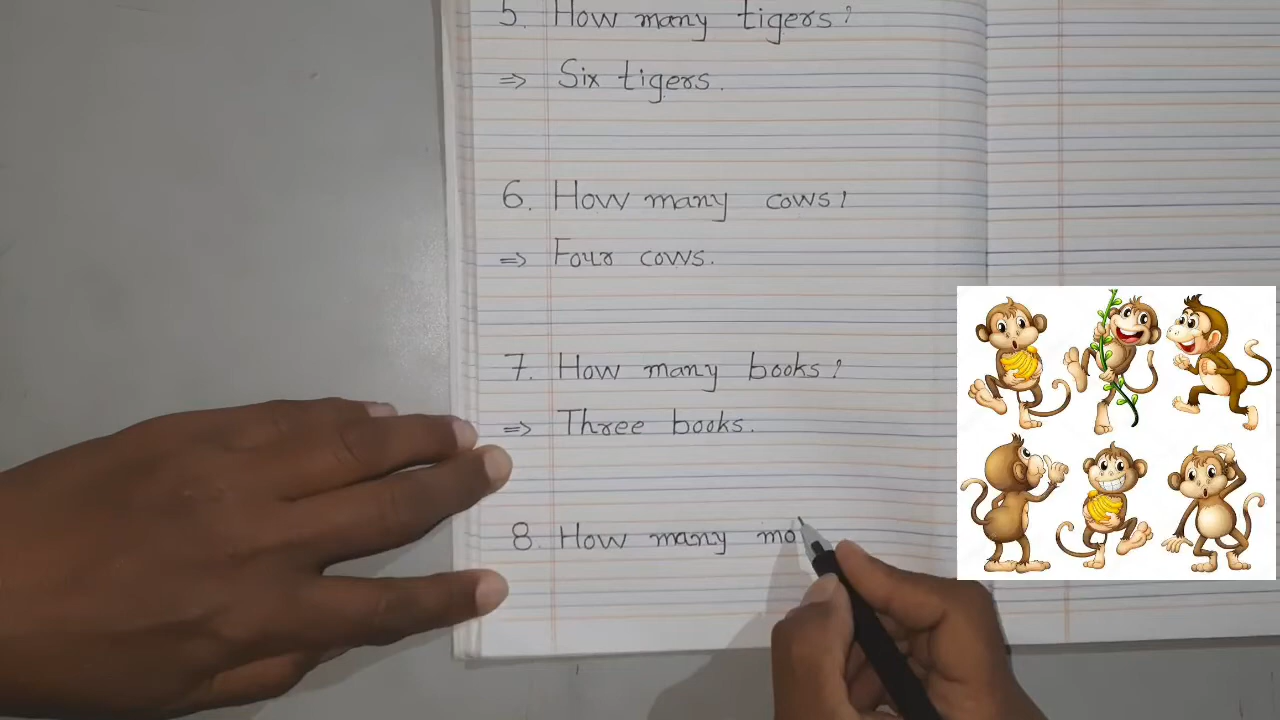 5. How many tigers?
⇒ Six tigers.
6. How many cows?
⇒ Four cows.
7. How many books?
⇒ Three books.
8. How many mo